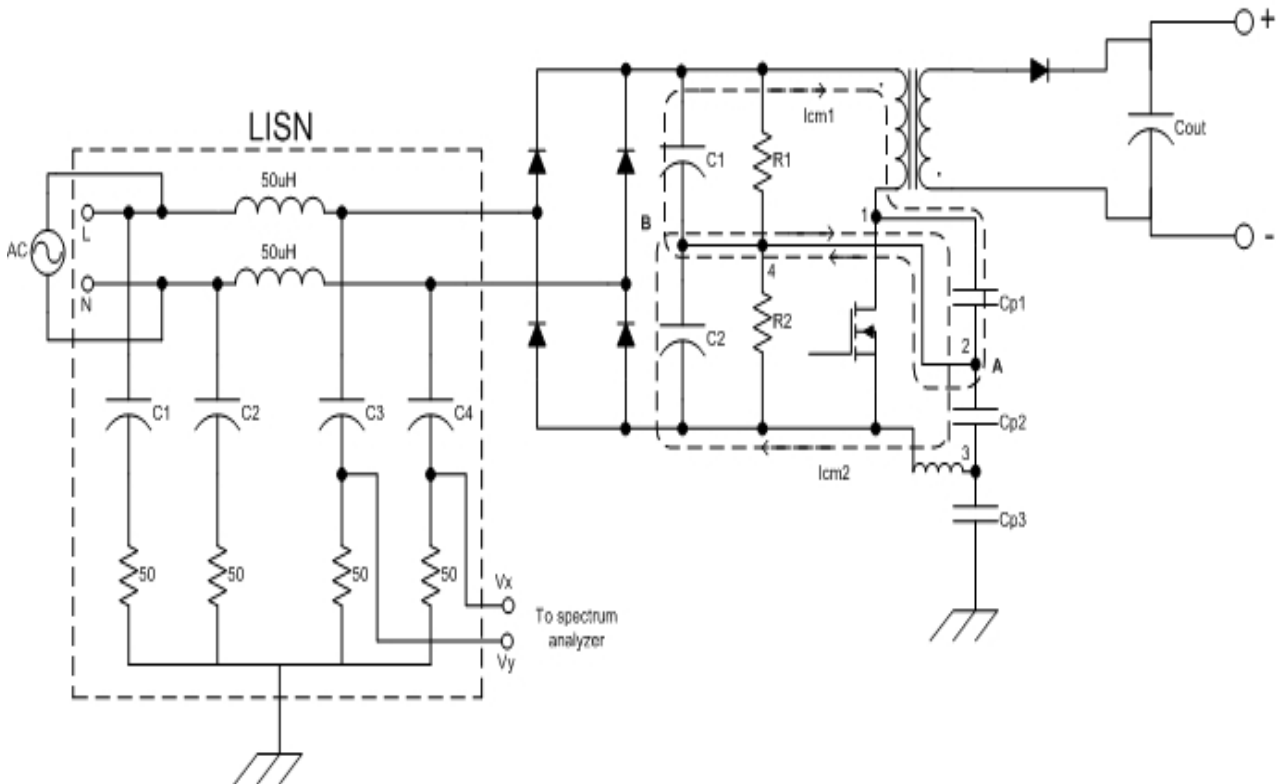 +
LISN
Icm1
Cout
50uH
C1
R1
L
1
B
-
AC
50uH
4
N
Cp1
C2
R2
2
A
C1
C2
C3
C4
Cp2
3
Icm2
Cp3
50
50
50
50
Vx
To spectrum
analyzer
Vy